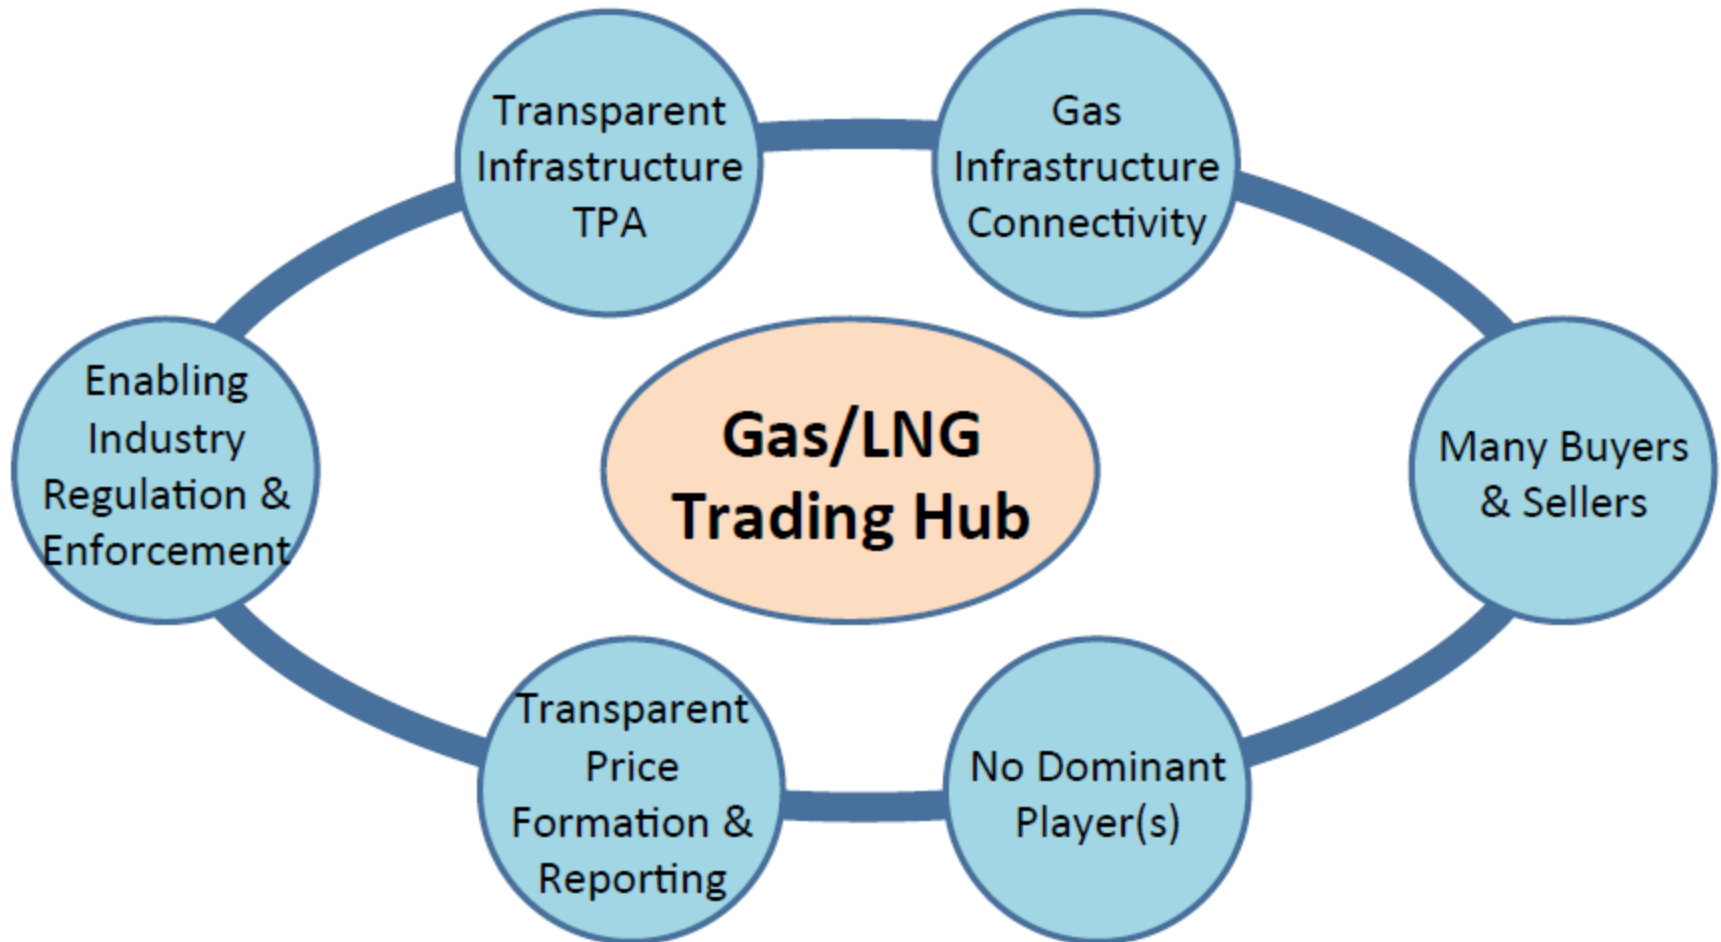 Transparent
Infrastructure
TPA
Gas
Infrastructure
Connectivity
Enabling
Industry
Regulation &
Enforcement
Gas/LNG
Trading Hub
Many Buyers
& Sellers
Transparent
Price
Formation &
Reporting
No Dominant
Player(s)